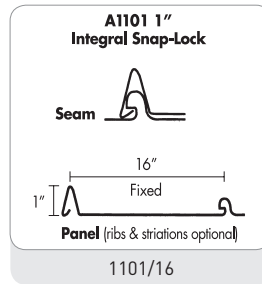 A1101 1″
Integral Snap-Lock
Seam
16″
1″
Fixed
Panel (ribs & striations optional)
1101/16